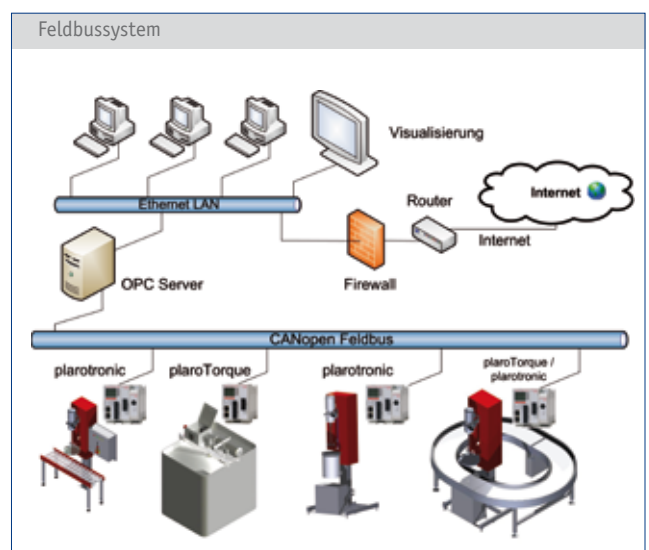 Feldbussystem
Visualisierung
Ethernet LAN
Router
Internet
Internet
OPC Server
Firewall
CANopen Feldbus
plarotronic
plaroTorque
plarotronic
plaroTorque /
plarotronic